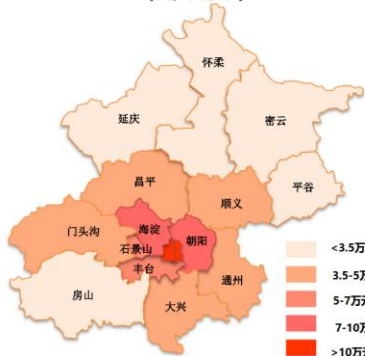 怀柔
延庆
密云
昌平
平谷
顺义
海淀
门头沟
朝阳
石景山
丰台
通州
房山
大兴
<3.5万
3.5-5万
5-7万元
7-10万
>10万元